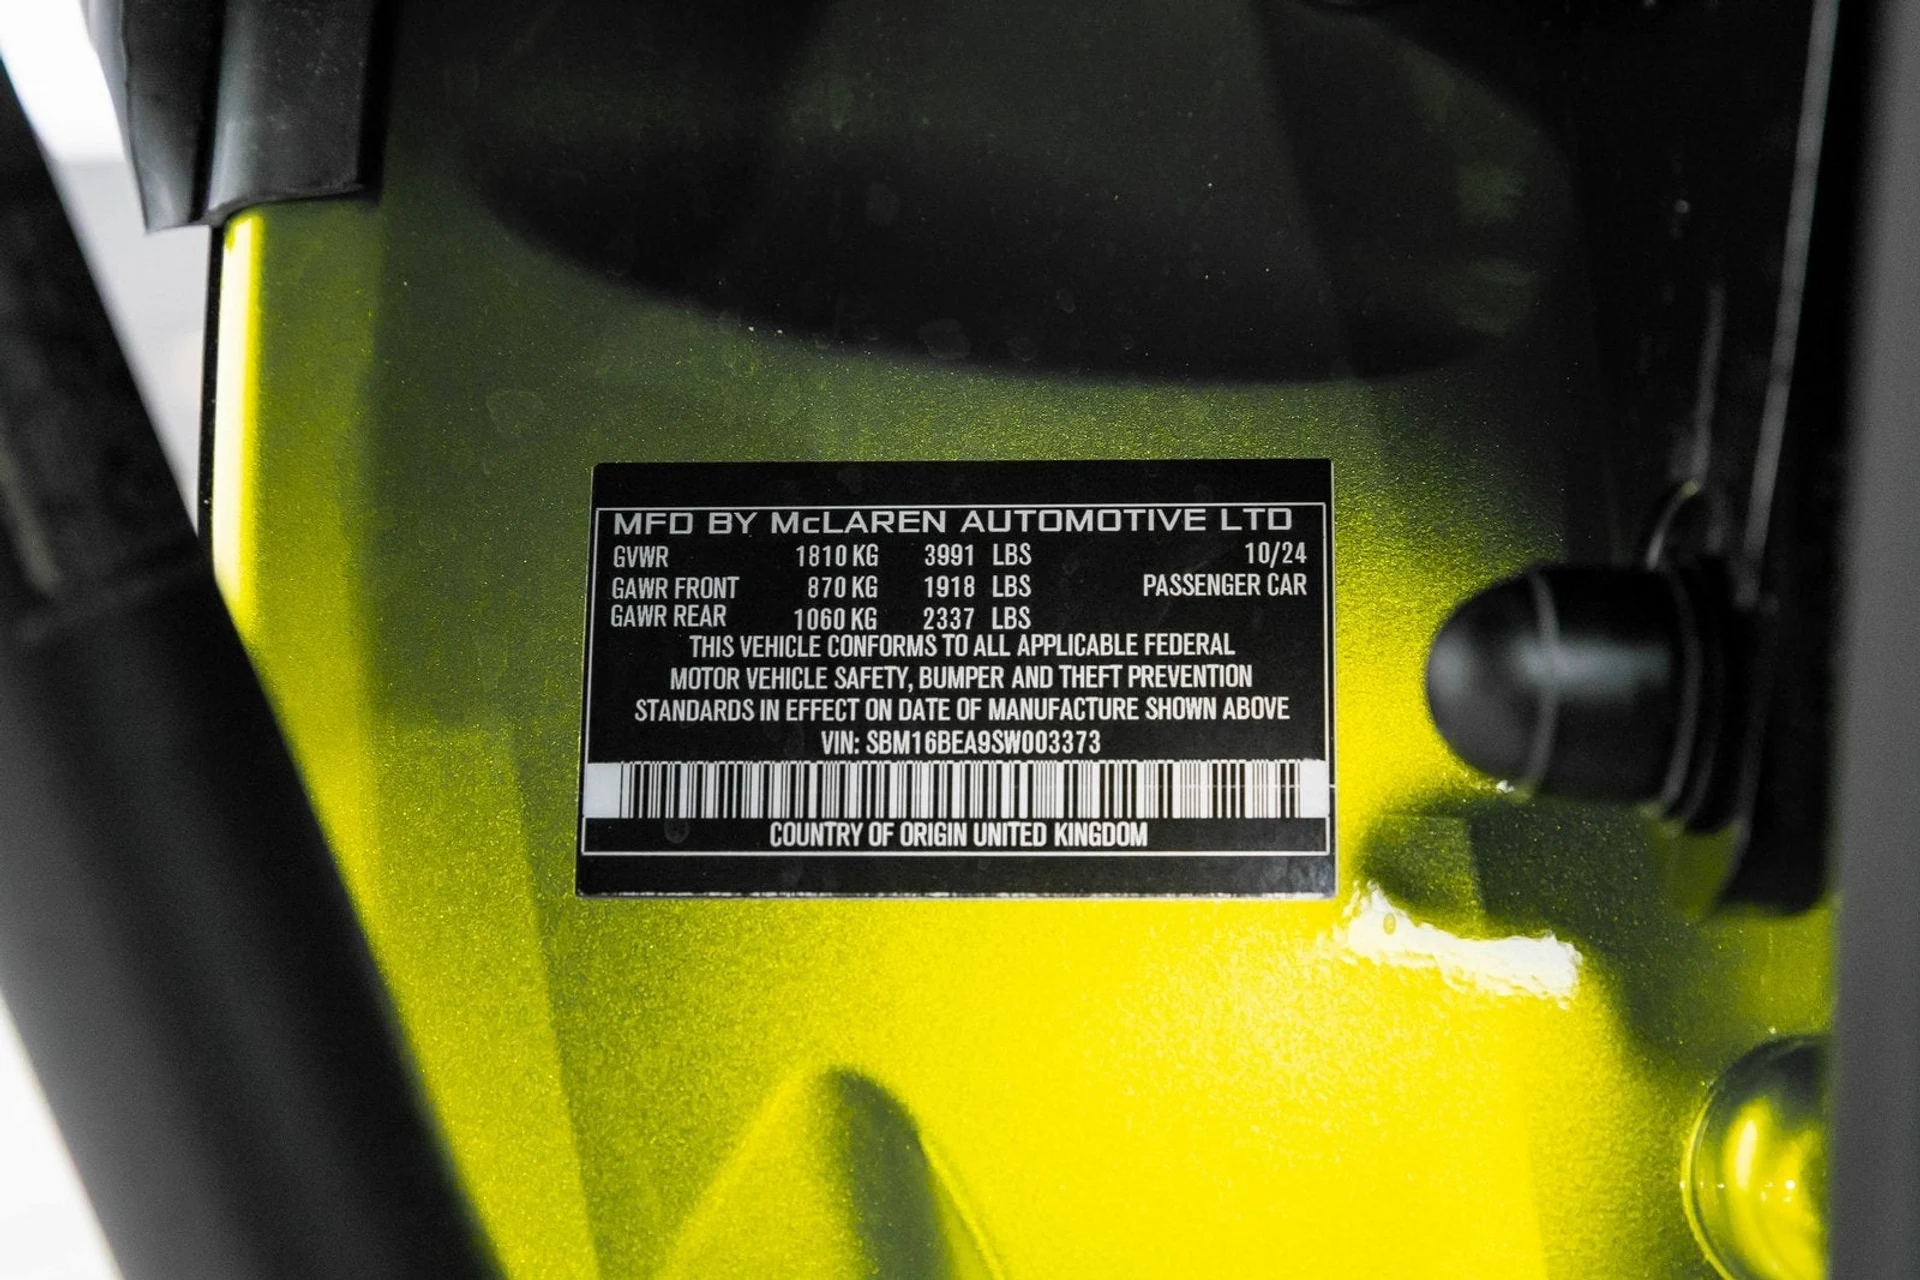 MFD BY McLAREN AUTOMOTIVE LTD
GVWR 1810 KG 3991 LBS 10/24
GAWR FRONT 870 KG 1918 LBS PASSENGER CAR
GAWR REAR 1060 KG 2337 LBS
THIS VEHICLE CONFORMS TO ALL APPLICABLE FEDERAL
MOTOR VEHICLE SAFETY, BUMPER AND THEFT PREVENTION
STANDARDS IN EFFECT ON DATE OF MANUFACTURE SHOWN ABOVE
VIN: SBM16BEA9SW003373
COUNTRY OF ORIGIN UNITED KINGDOM